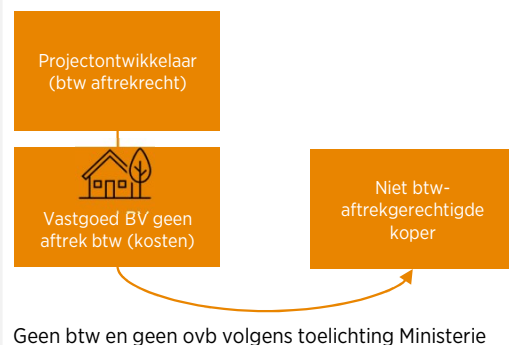 Projectontwikkelaar
(btw aftrekrecht)
Vastgoed BV geen
aftrek btw (kosten)
Niet btw-
aftrekgerechtigde
koper
Geen btw en geen ovb volgens toelichting Ministerie